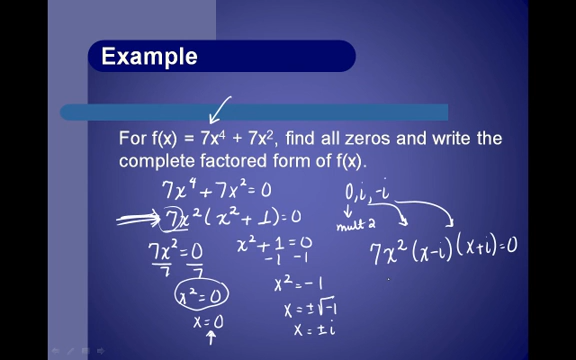 Example
For f(x) = 7x⁴ + 7x², find all zeros and write the
complete factored form of f(x).
7x⁴ + 7x² = 0
7x²(x² + 1) = 0
7x² = 0
7 7
x² = 0
x = 0
x² + 1 = 0
-1 -1
x² = -1
x = ±√-1
x = ±i
0, i, -i
mult 2
7x²(x-i)(x+i)=0